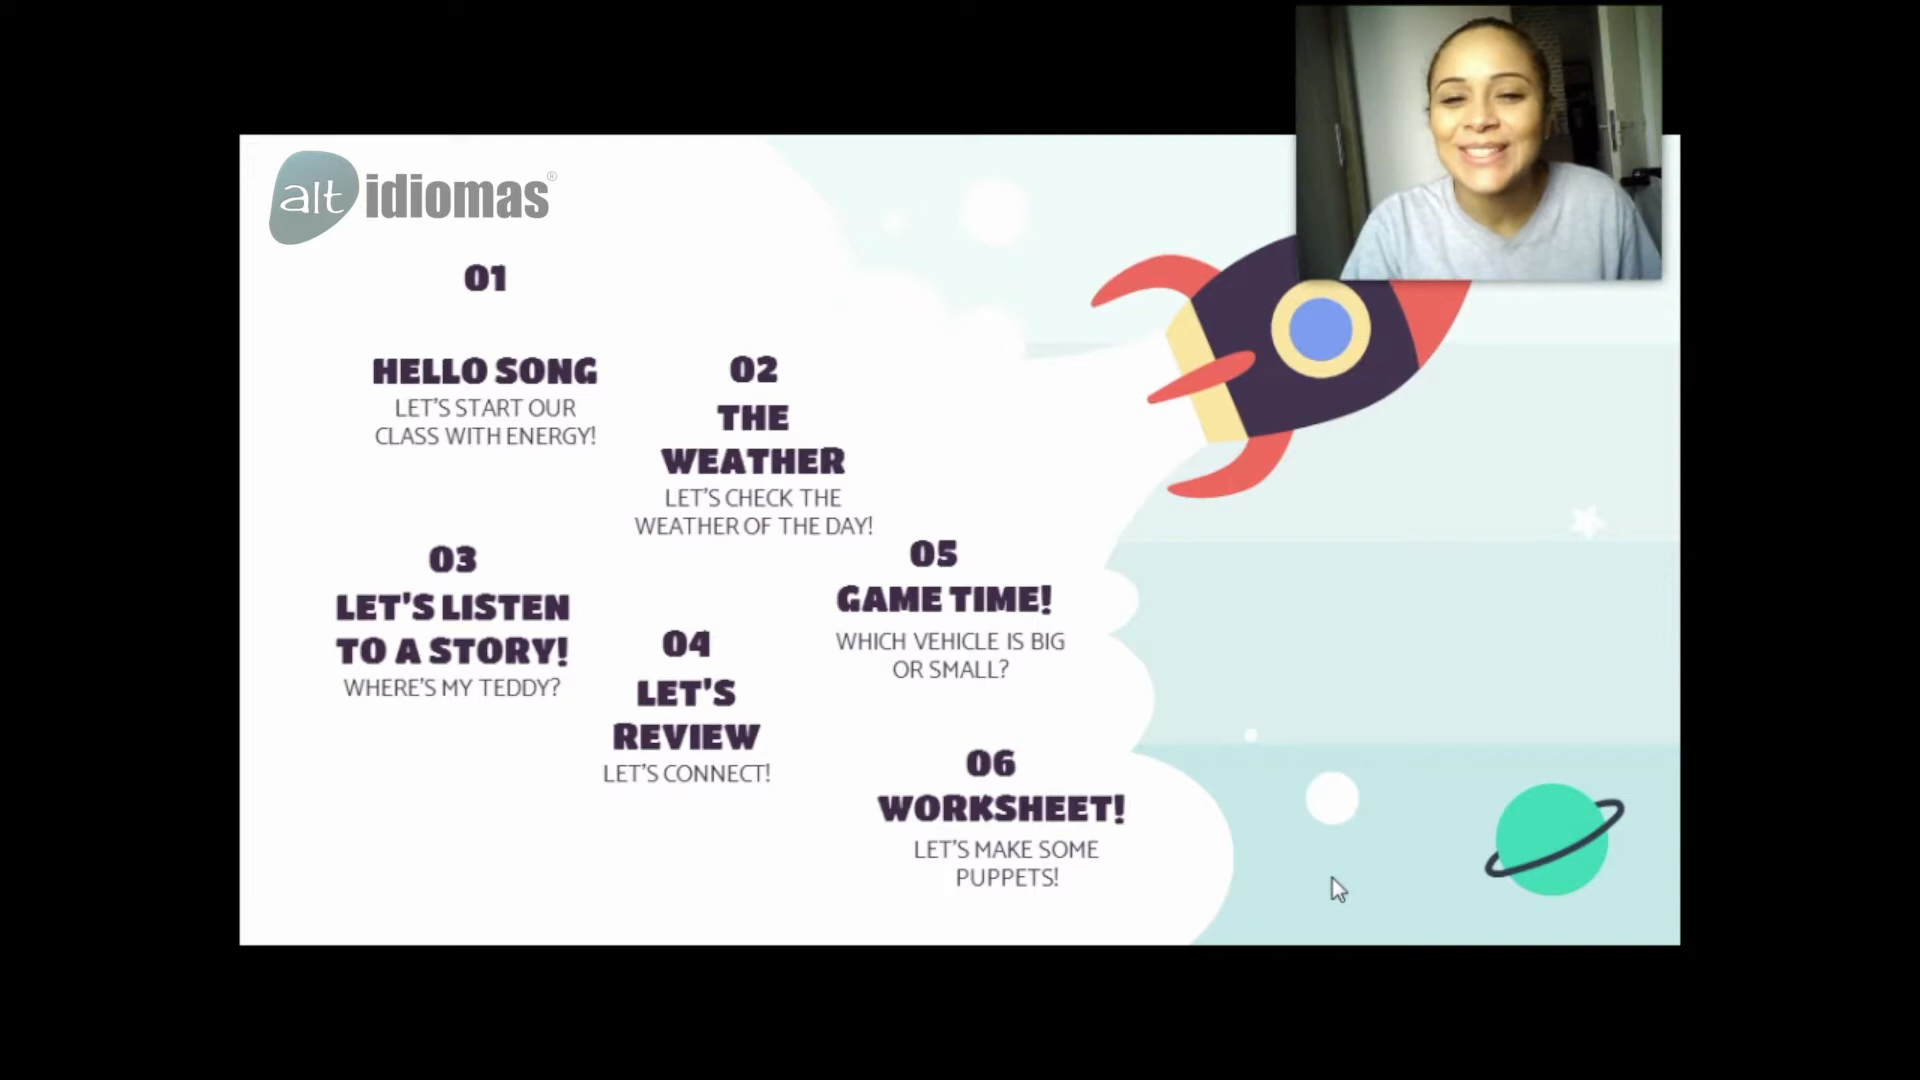 alt idiomas®
01
HELLO SONG
LET'S START OUR
CLASS WITH ENERGY!
02
THE
WEATHER
LET'S CHECK THE
WEATHER OF THE DAY!
03
LET'S LISTEN
TO A STORY!
WHERE'S MY TEDDY?
04
LET'S
REVIEW
LET'S CONNECT!
05
GAME TIME!
WHICH VEHICLE IS BIG
OR SMALL?
06
WORKSHEET!
LET'S MAKE SOME
PUPPETS!